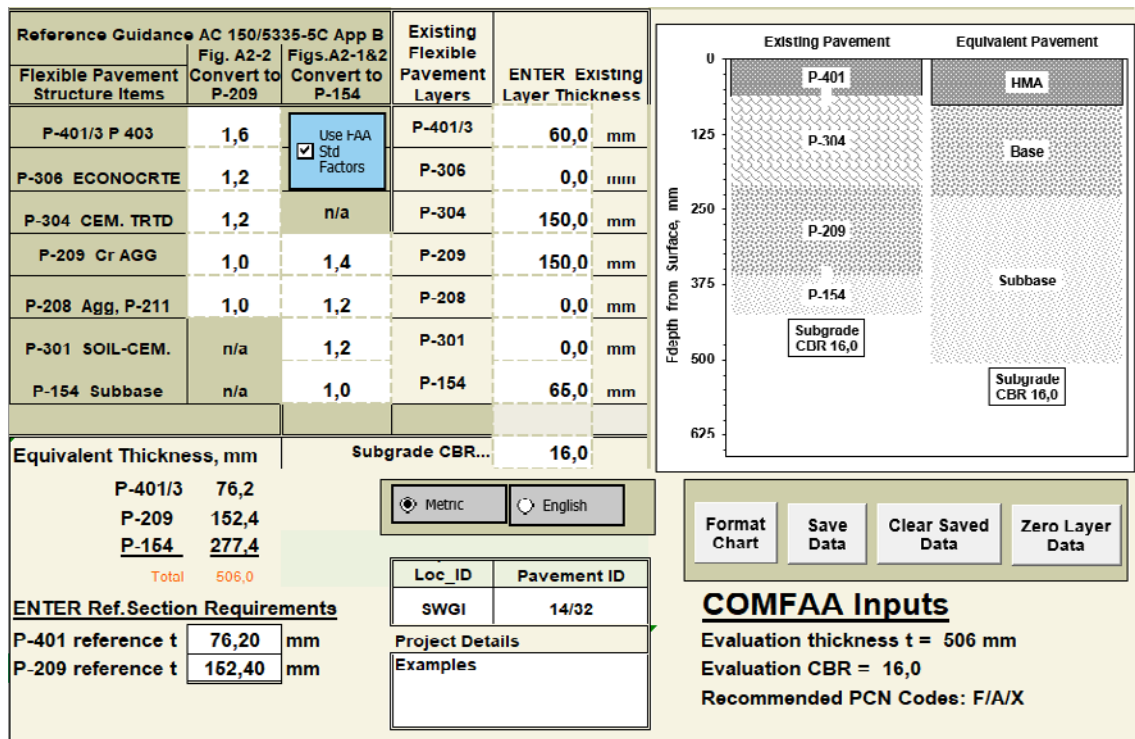 Reference Guidance AC 150/5335-5C App B
Flexible Pavement Structure Items
Fig. A2-2 Convert to P-209
Figs.A2-1&2 Convert to P-154
Existing Flexible Pavement Layers
ENTER Existing Layer Thickness
P-401/3 P 403 1,6 P-401/3 60,0 mm
Use FAA Std Factors
P-306 ECONOCRTE 1,2 P-306 0,0 mm
P-304 CEM. TRTD 1,2 n/a P-304 150,0 mm
P-209 Cr AGG 1,0 1,4 P-209 150,0 mm
P-208 Agg, P-211 1,0 1,2 P-208 0,0 mm
P-301 SOIL-CEM. n/a 1,2 P-301 0,0 mm
P-154 Subbase n/a 1,0 P-154 65,0 mm
Subgrade CBR... 16,0
Equivalent Thickness, mm
P-401/3 76,2
P-209 152,4
P-154 277,4
Total 506,0
Metric
English
ENTER Ref.Section Requirements
P-401 reference t 76,20 mm
P-209 reference t 152,40 mm
Loc_ID Pavement ID
SWGI 14/32
Project Details
Examples
Existing Pavement
Equivalent Pavement
Fdepth from Surface, mm
0
125
250
375
500
625
P-401
P-304
P-209
P-154
Subgrade
CBR 16,0
HMA
Base
Subbase
Subgrade
CBR 16,0
Format Chart
Save Data
Clear Saved Data
Zero Layer Data
COMFAA Inputs
Evaluation thickness t = 506 mm
Evaluation CBR = 16,0
Recommended PCN Codes: F/A/X